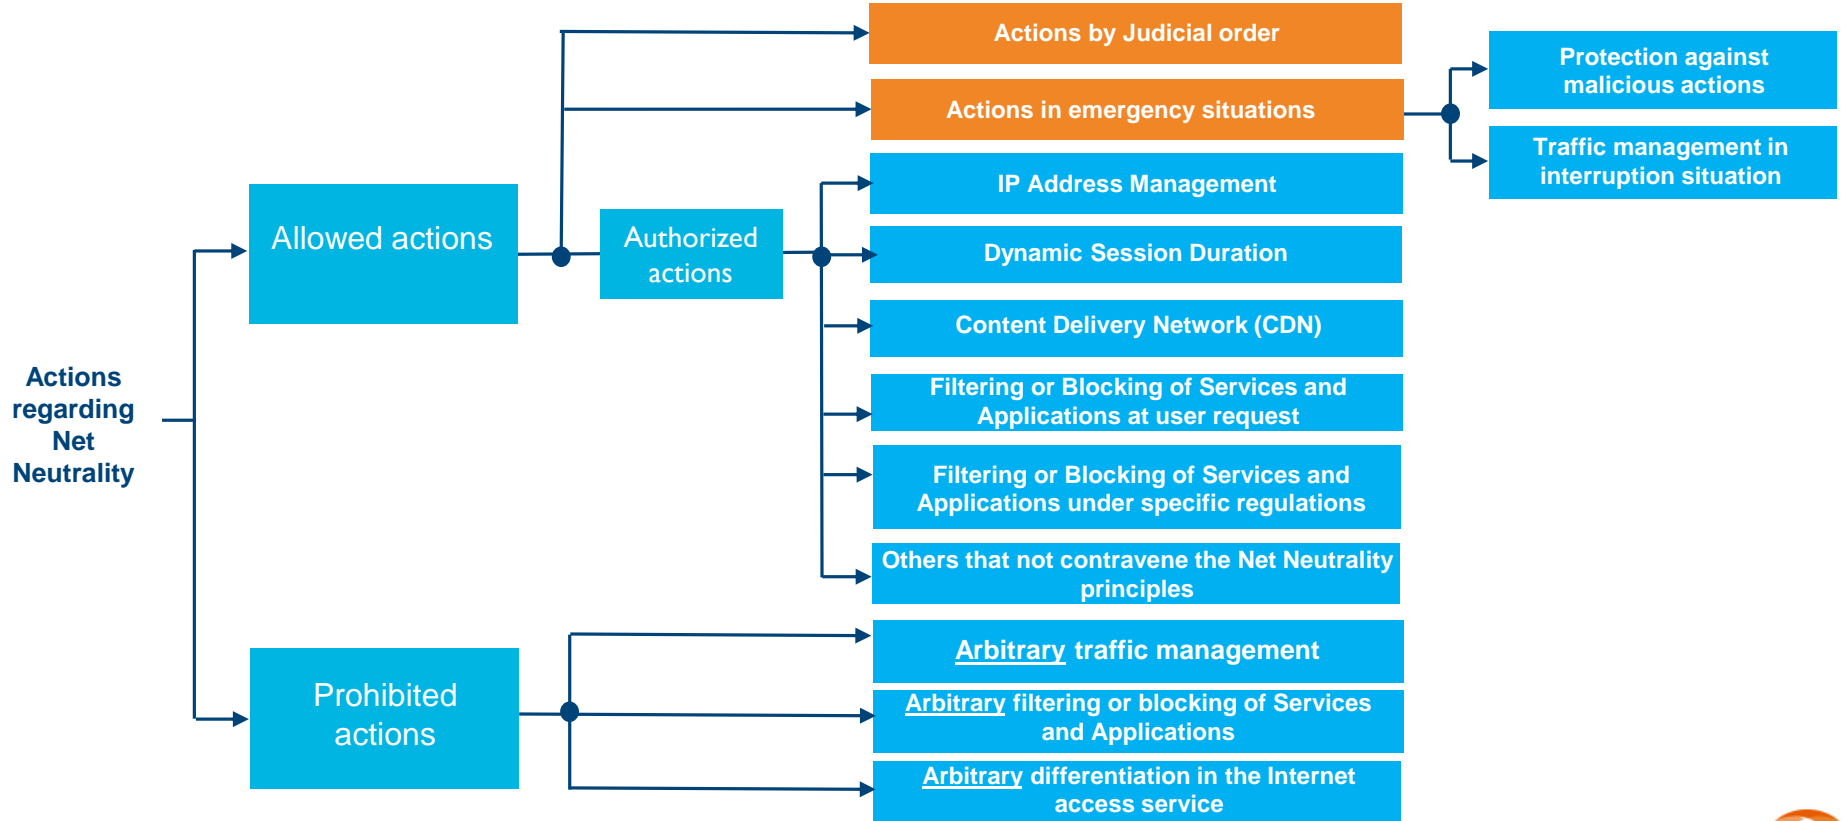 Actions
regarding
Net
Neutrality
Allowed actions
Authorized
actions
Actions by Judicial order
Actions in emergency situations
Protection against
malicious actions
Traffic management in
interruption situation
IP Address Management
Dynamic Session Duration
Content Delivery Network (CDN)
Filtering or Blocking of Services and
Applications at user request
Filtering or Blocking of Services and
Applications under specific regulations
Others that not contravene the Net Neutrality
principles
Prohibited
actions
Arbitrary traffic management
Arbitrary filtering or blocking of Services
and Applications
Arbitrary differentiation in the Internet
access service